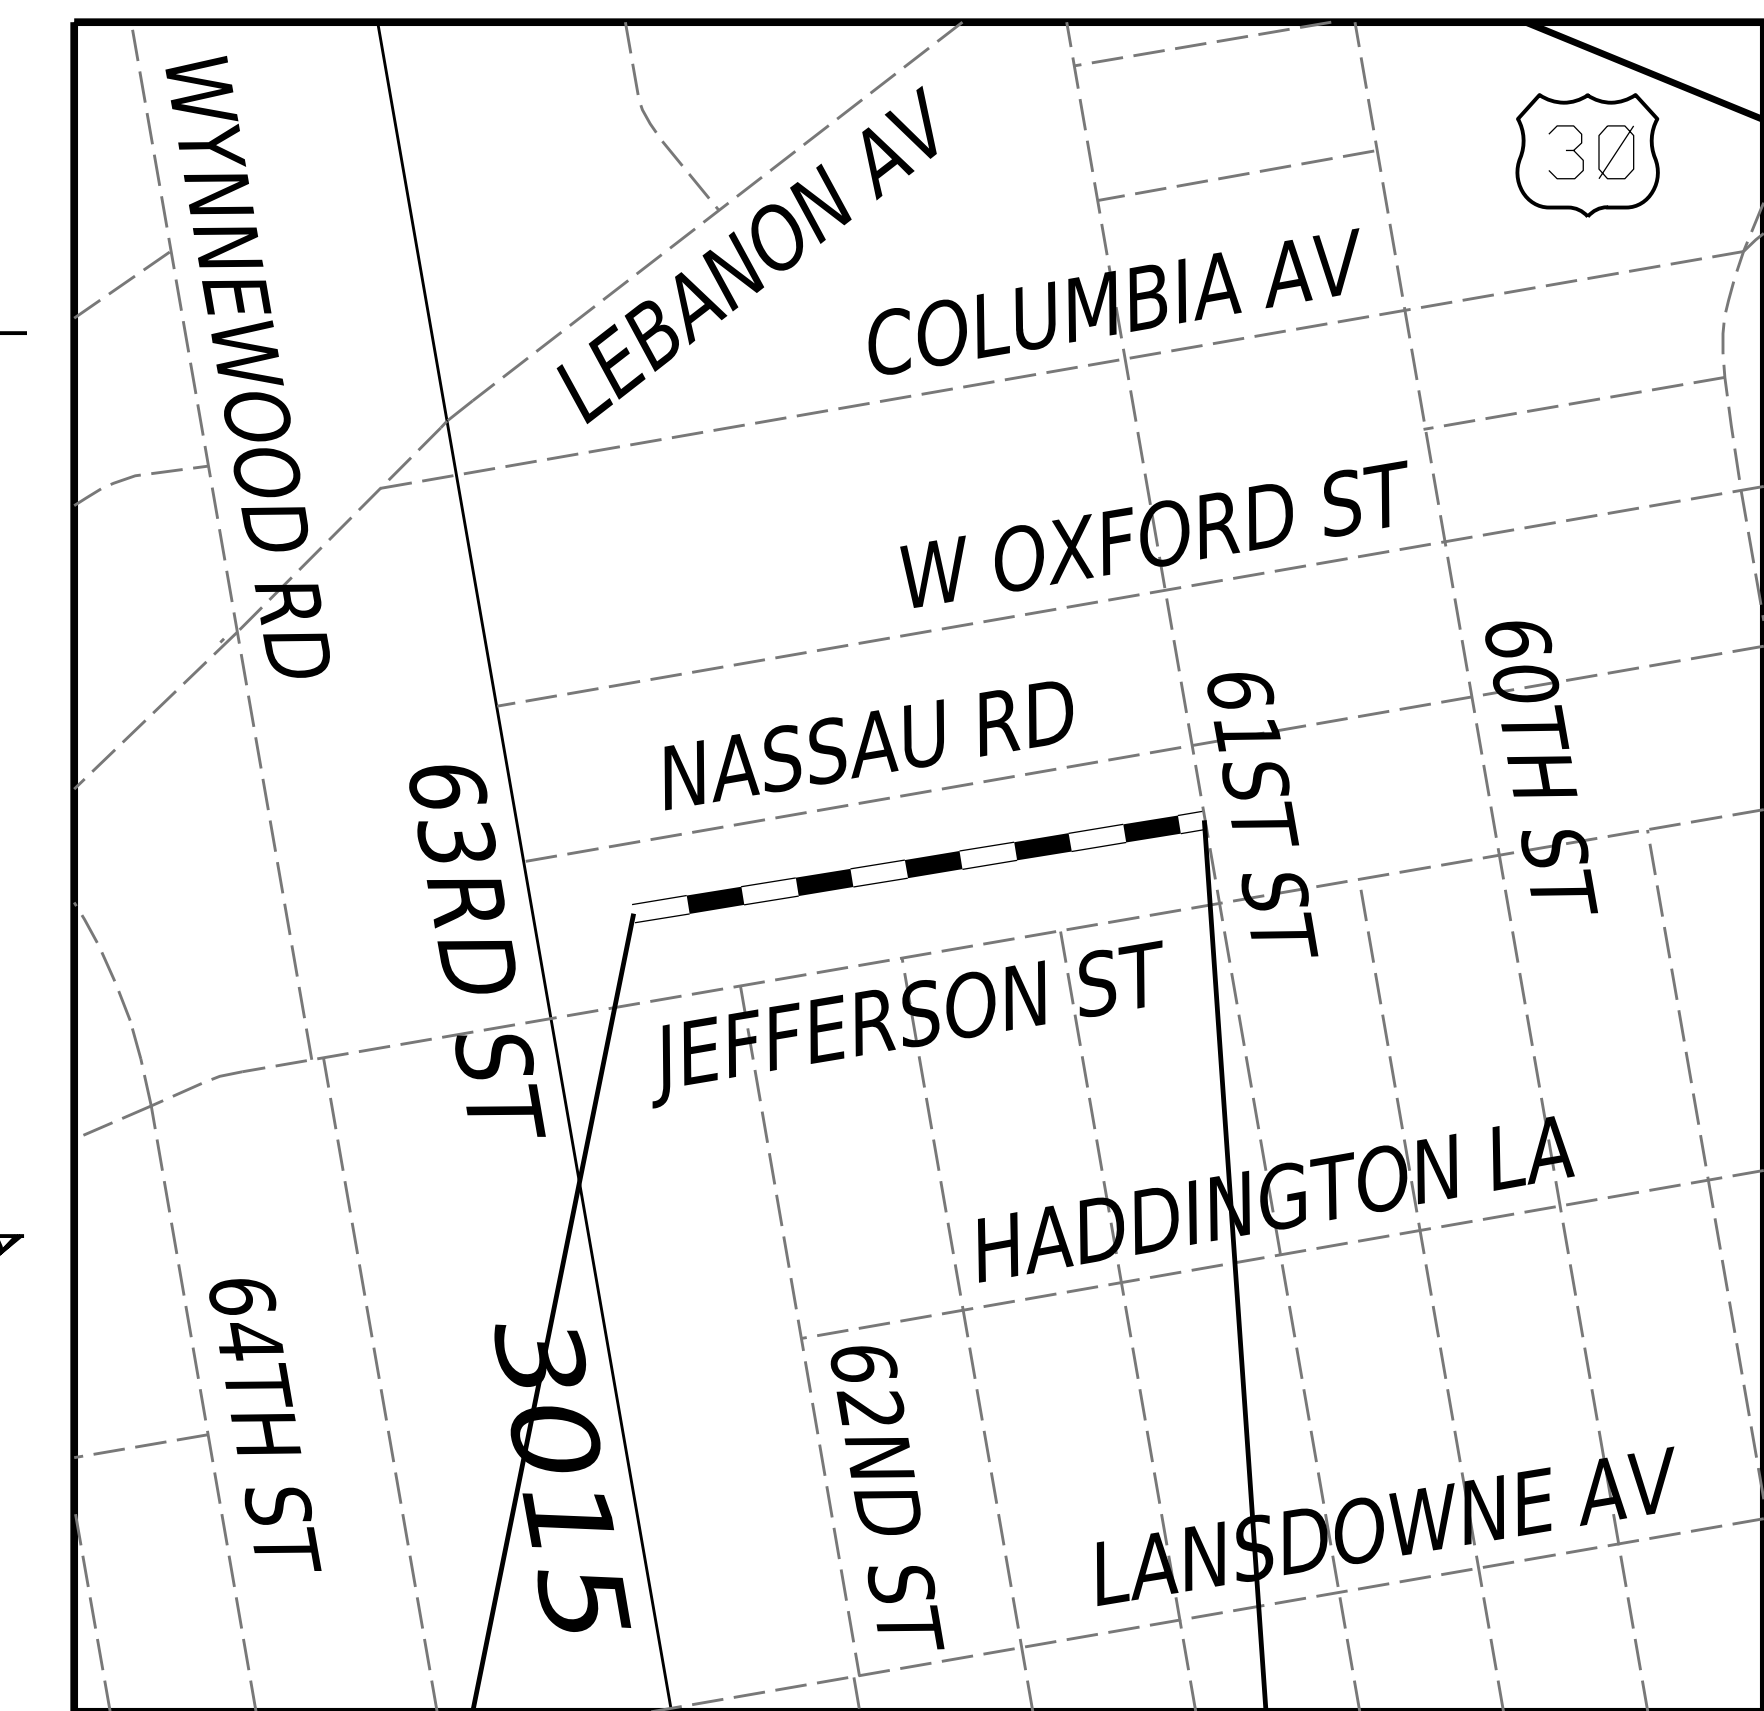 WYNNEWOOD RD
LEBANON AV
30
COLUMBIA AV
W OXFORD ST
NASSAU RD
61ST ST
60TH ST
63RD ST
JEFFERSON ST
HADDINGTON LA
64TH ST
3015
62ND ST
LANSDOWNE AV